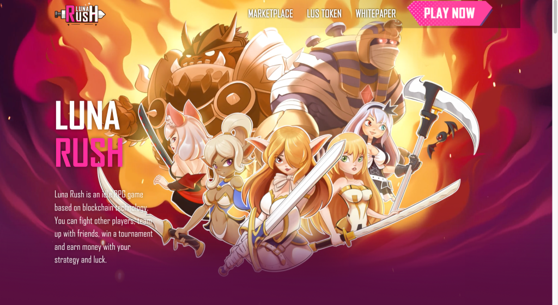 LUNA
RUSH
MARKETPLACE
LUS TOKEN
WHITEPAPER
PLAY NOW
LUNA
RUSH
Luna Rush is an idle RPG game
based on blockchain technology.
You can fight other players, team
up with friends, win a tournament
and earn money with your
strategy and luck.